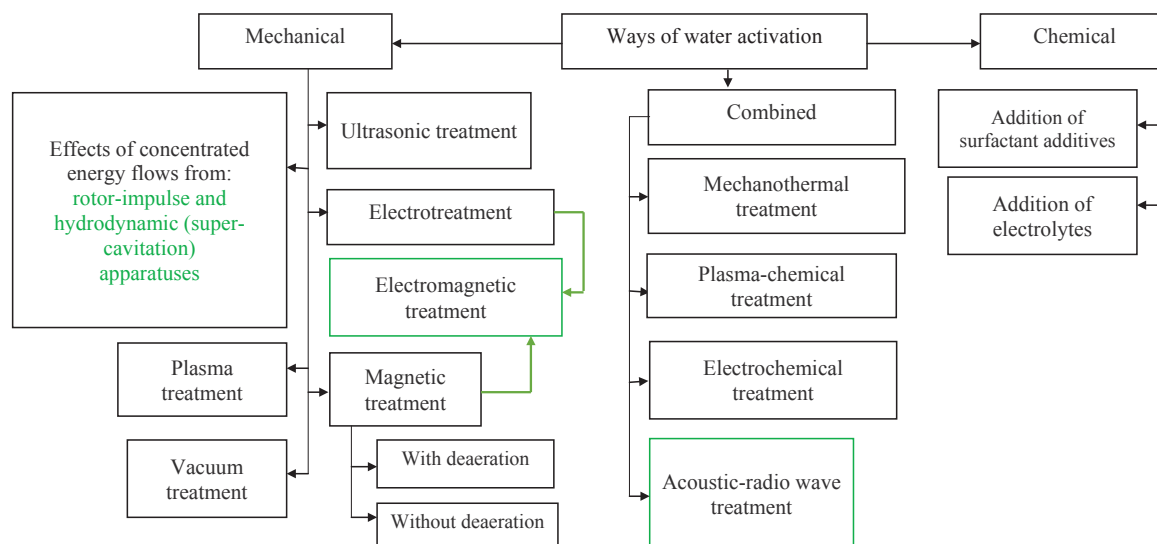 Mechanical
Ways of water activation
Chemical
Effects of concentrated
energy flows from:
rotor-impulse and
hydrodynamic (super-
cavitation)
apparatuses
Ultrasonic treatment
Electrotreatment
Electromagnetic
treatment
Plasma
treatment
Magnetic
treatment
Vacuum
treatment
With deaeration
Without deaeration
Combined
Mechanothermal
treatment
Plasma-chemical
treatment
Electrochemical
treatment
Acoustic-radio wave
treatment
Addition of
surfactant additives
Addition of
electrolytes